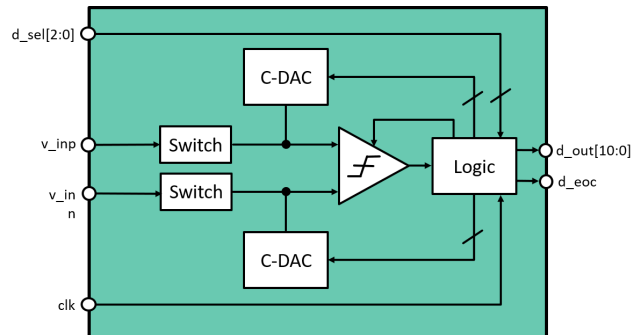 d_sel[2:0]
C-DAC
v_inp
Switch
Logic
d_out[10:0]
v_in
n
Switch
d_eoc
C-DAC
clk